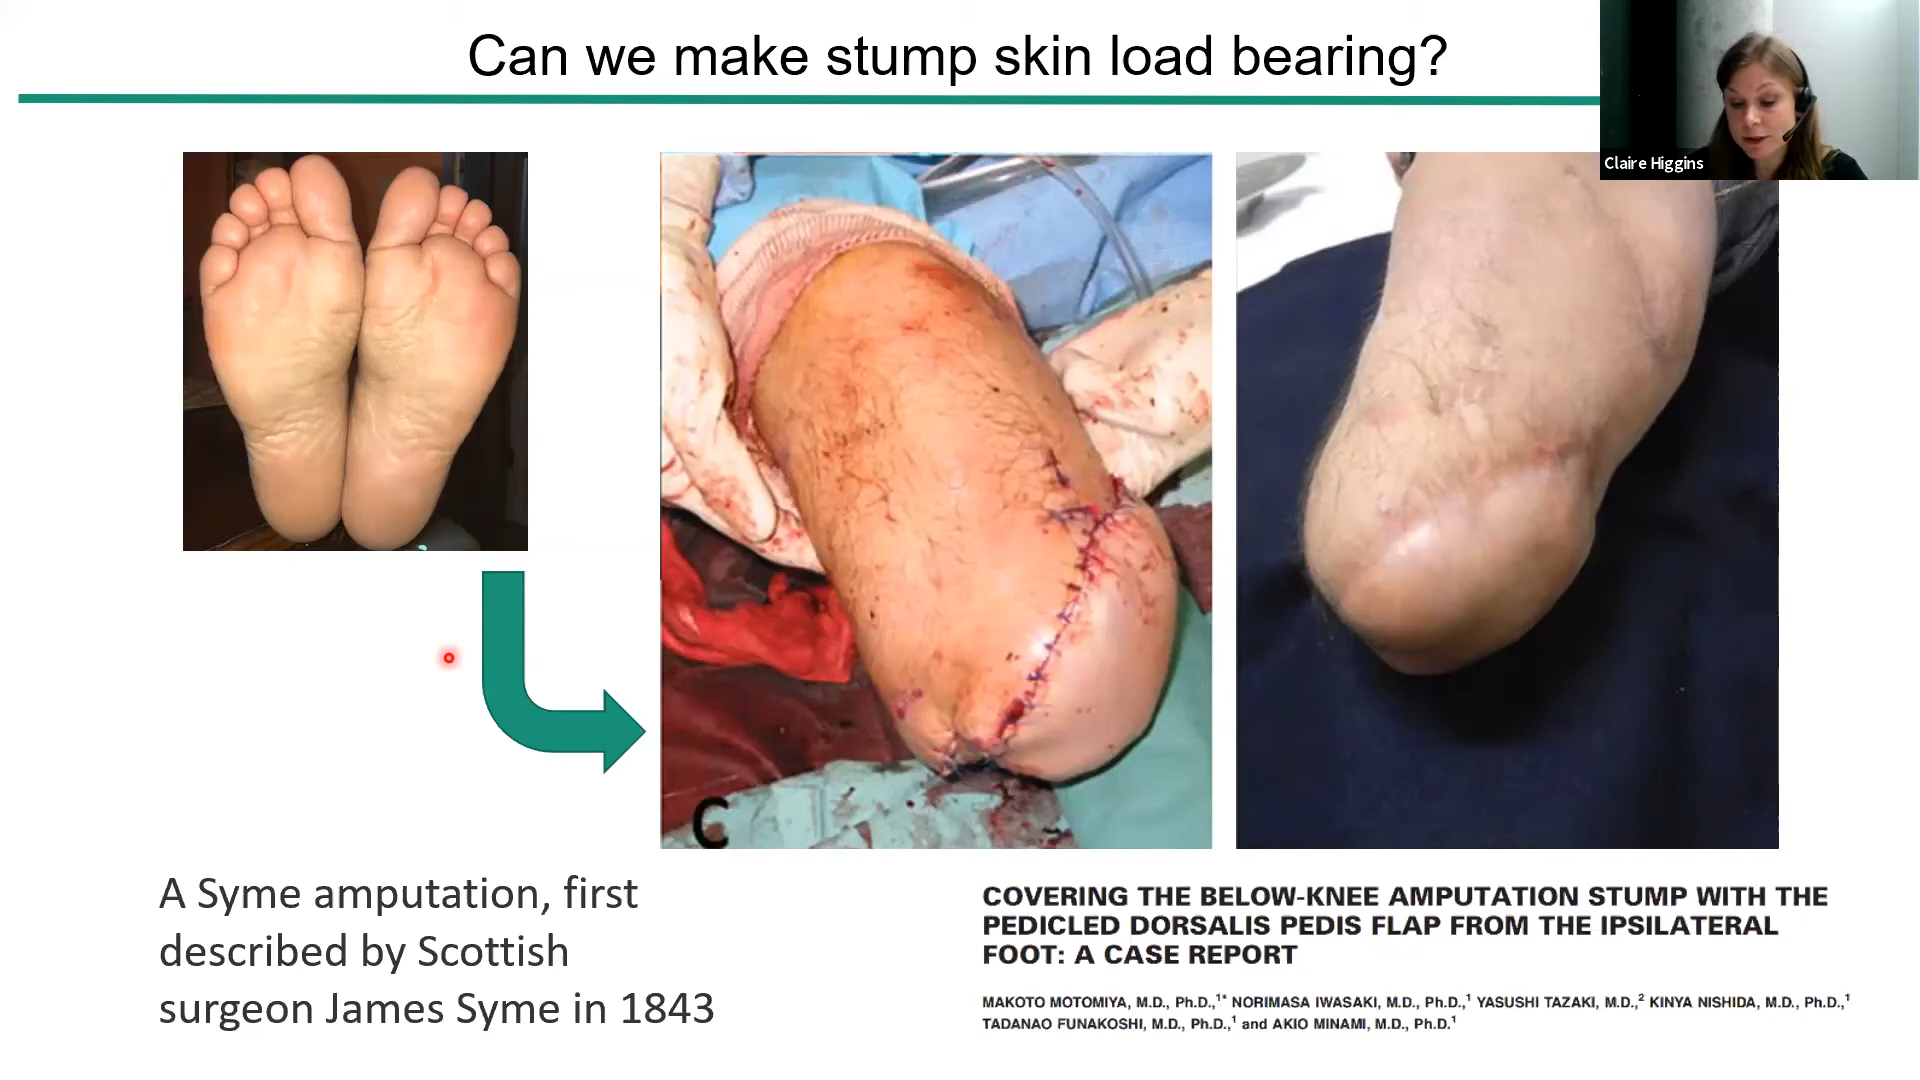 Can we make stump skin load bearing?
Claire Higgins
C
A Syme amputation, first
described by Scottish
surgeon James Syme in 1843
COVERING THE BELOW-KNEE AMPUTATION STUMP WITH THE
PEDICLED DORSALIS PEDIS FLAP FROM THE IPSILATERAL
FOOT: A CASE REPORT
MAKOTO MOTOMIYA, M.D., Ph.D.,1* NORIMASA IWASAKI, M.D., Ph.D.,1 YASUSHI TAZAKI, M.D.,2 KINYA NISHIDA, M.D., Ph.D.,1
TADANAO FUNAKOSHI, M.D., Ph.D.,1 and AKIO MINAMI, M.D., Ph.D.1